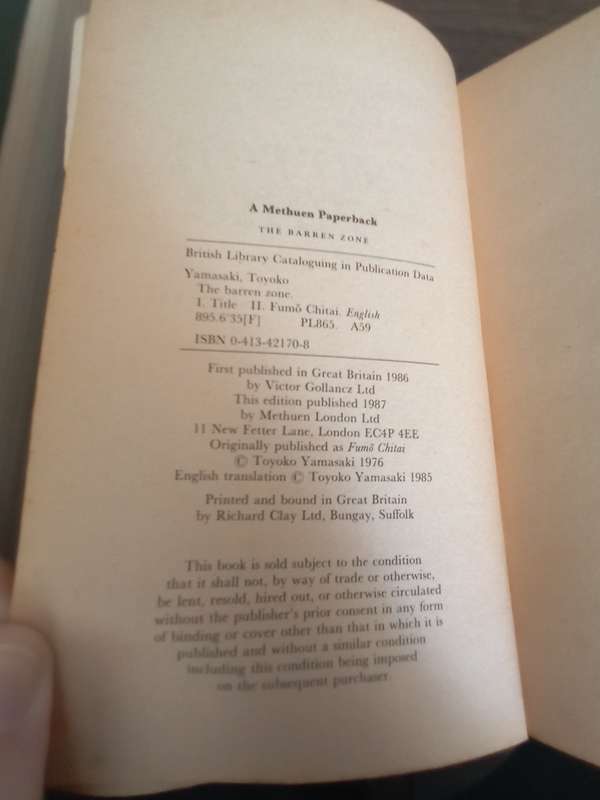 A Methuen Paperback
THE BARREN ZONE
British Library Cataloguing in Publication Data
Yamasaki, Toyoko
The barren zone.
I. Title II. Fumō Chitai. English
895.6'35[F] PL865. A59
ISBN 0-413-42170-8
First published in Great Britain 1986
by Victor Gollancz Ltd
This edition published 1987
by Methuen London Ltd
11 New Fetter Lane, London EC4P 4EE
Originally published as Fumō Chitai
© Toyoko Yamasaki 1976
English translation © Toyoko Yamasaki 1985
Printed and bound in Great Britain
by Richard Clay Ltd, Bungay, Suffolk
This book is sold subject to the condition
that it shall not, by way of trade or otherwise,
be lent, resold, hired out, or otherwise circulated
without the publisher's prior consent in any form
of binding or cover other than that in which it is
published and without a similar condition
including this condition being imposed
on the subsequent purchaser.